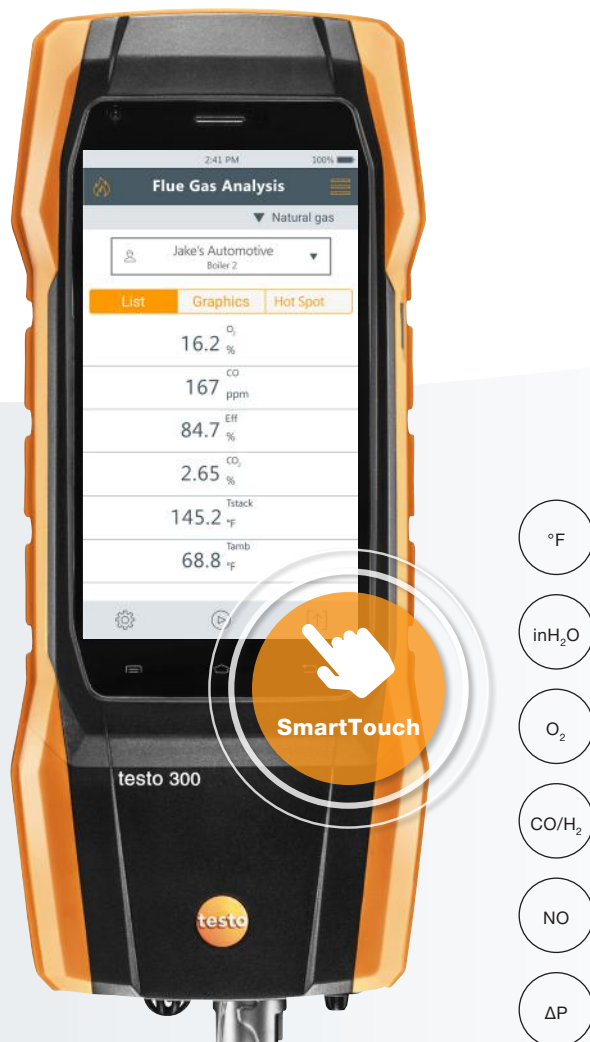 2:41 PM 100%
Flue Gas Analysis
▼ Natural gas
Jake's Automotive ▼
Boiler 2
List Graphics Hot Spot
16.2 O₂ %
167 CO ppm
84.7 Eff %
2.65 CO₂ %
145.2 Tstack °F
68.8 Tamb °F
SmartTouch
testo 300
testo
°F
inH₂O
O₂
CO/H₂
NO
ΔP